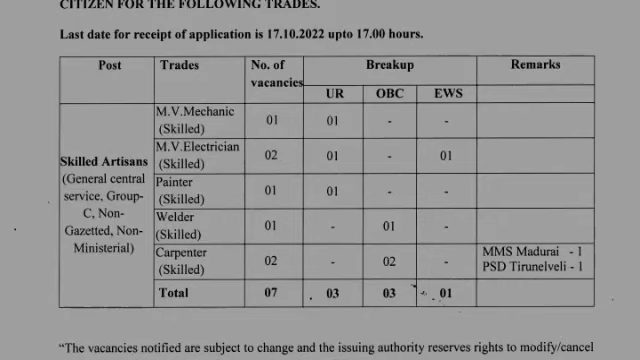 CITIZEN FOR THE FOLLOWING TRADES.
Last date for receipt of application is 17.10.2022 upto 17.00 hours.
Post Trades No. of vacancies Breakup Remarks
UR OBC EWS
Skilled Artisans
(General central
service, Group-
C, Non-
Gazetted, Non-
Ministerial)
M.V.Mechanic
(Skilled) 01 01 - -
M.V.Electrician
(Skilled) 02 01 - 01
Painter
(Skilled) 01 01 - -
Welder
(Skilled) 01 - 01 -
Carpenter
(Skilled) 02 - 02 - MMS Madurai - 1
PSD Tirunelveli - 1
Total 07 03 03 01
"The vacancies notified are subject to change and the issuing authority reserves rights to modify/cancel